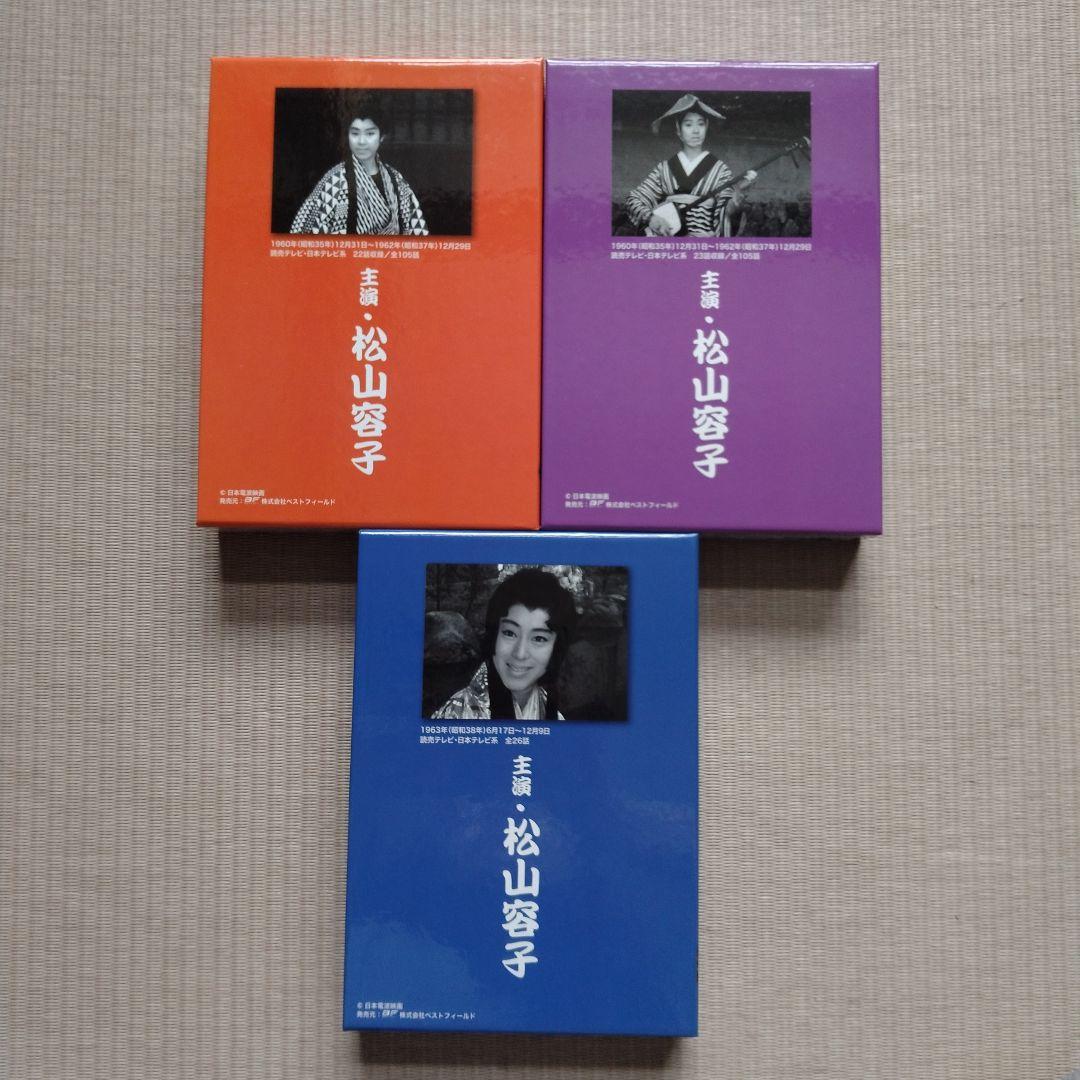 1960年(昭和35年)12月31日～1962年(昭和37年)12月29日
読売テレビ・日本テレビ系 22話収録／全105話
主演・松山容子
© 日本電波映画
発売元：BF 株式会社ベストフィールド
1960年(昭和35年)12月31日～1962年(昭和37年)12月29日
読売テレビ・日本テレビ系 23話収録／全105話
主演・松山容子
© 日本電波映画
発売元：BF 株式会社ベストフィールド
1963年(昭和38年)6月17日～12月9日
読売テレビ・日本テレビ系 全26話
主演・松山容子
© 日本電波映画
発売元：BF 株式会社ベストフィールド